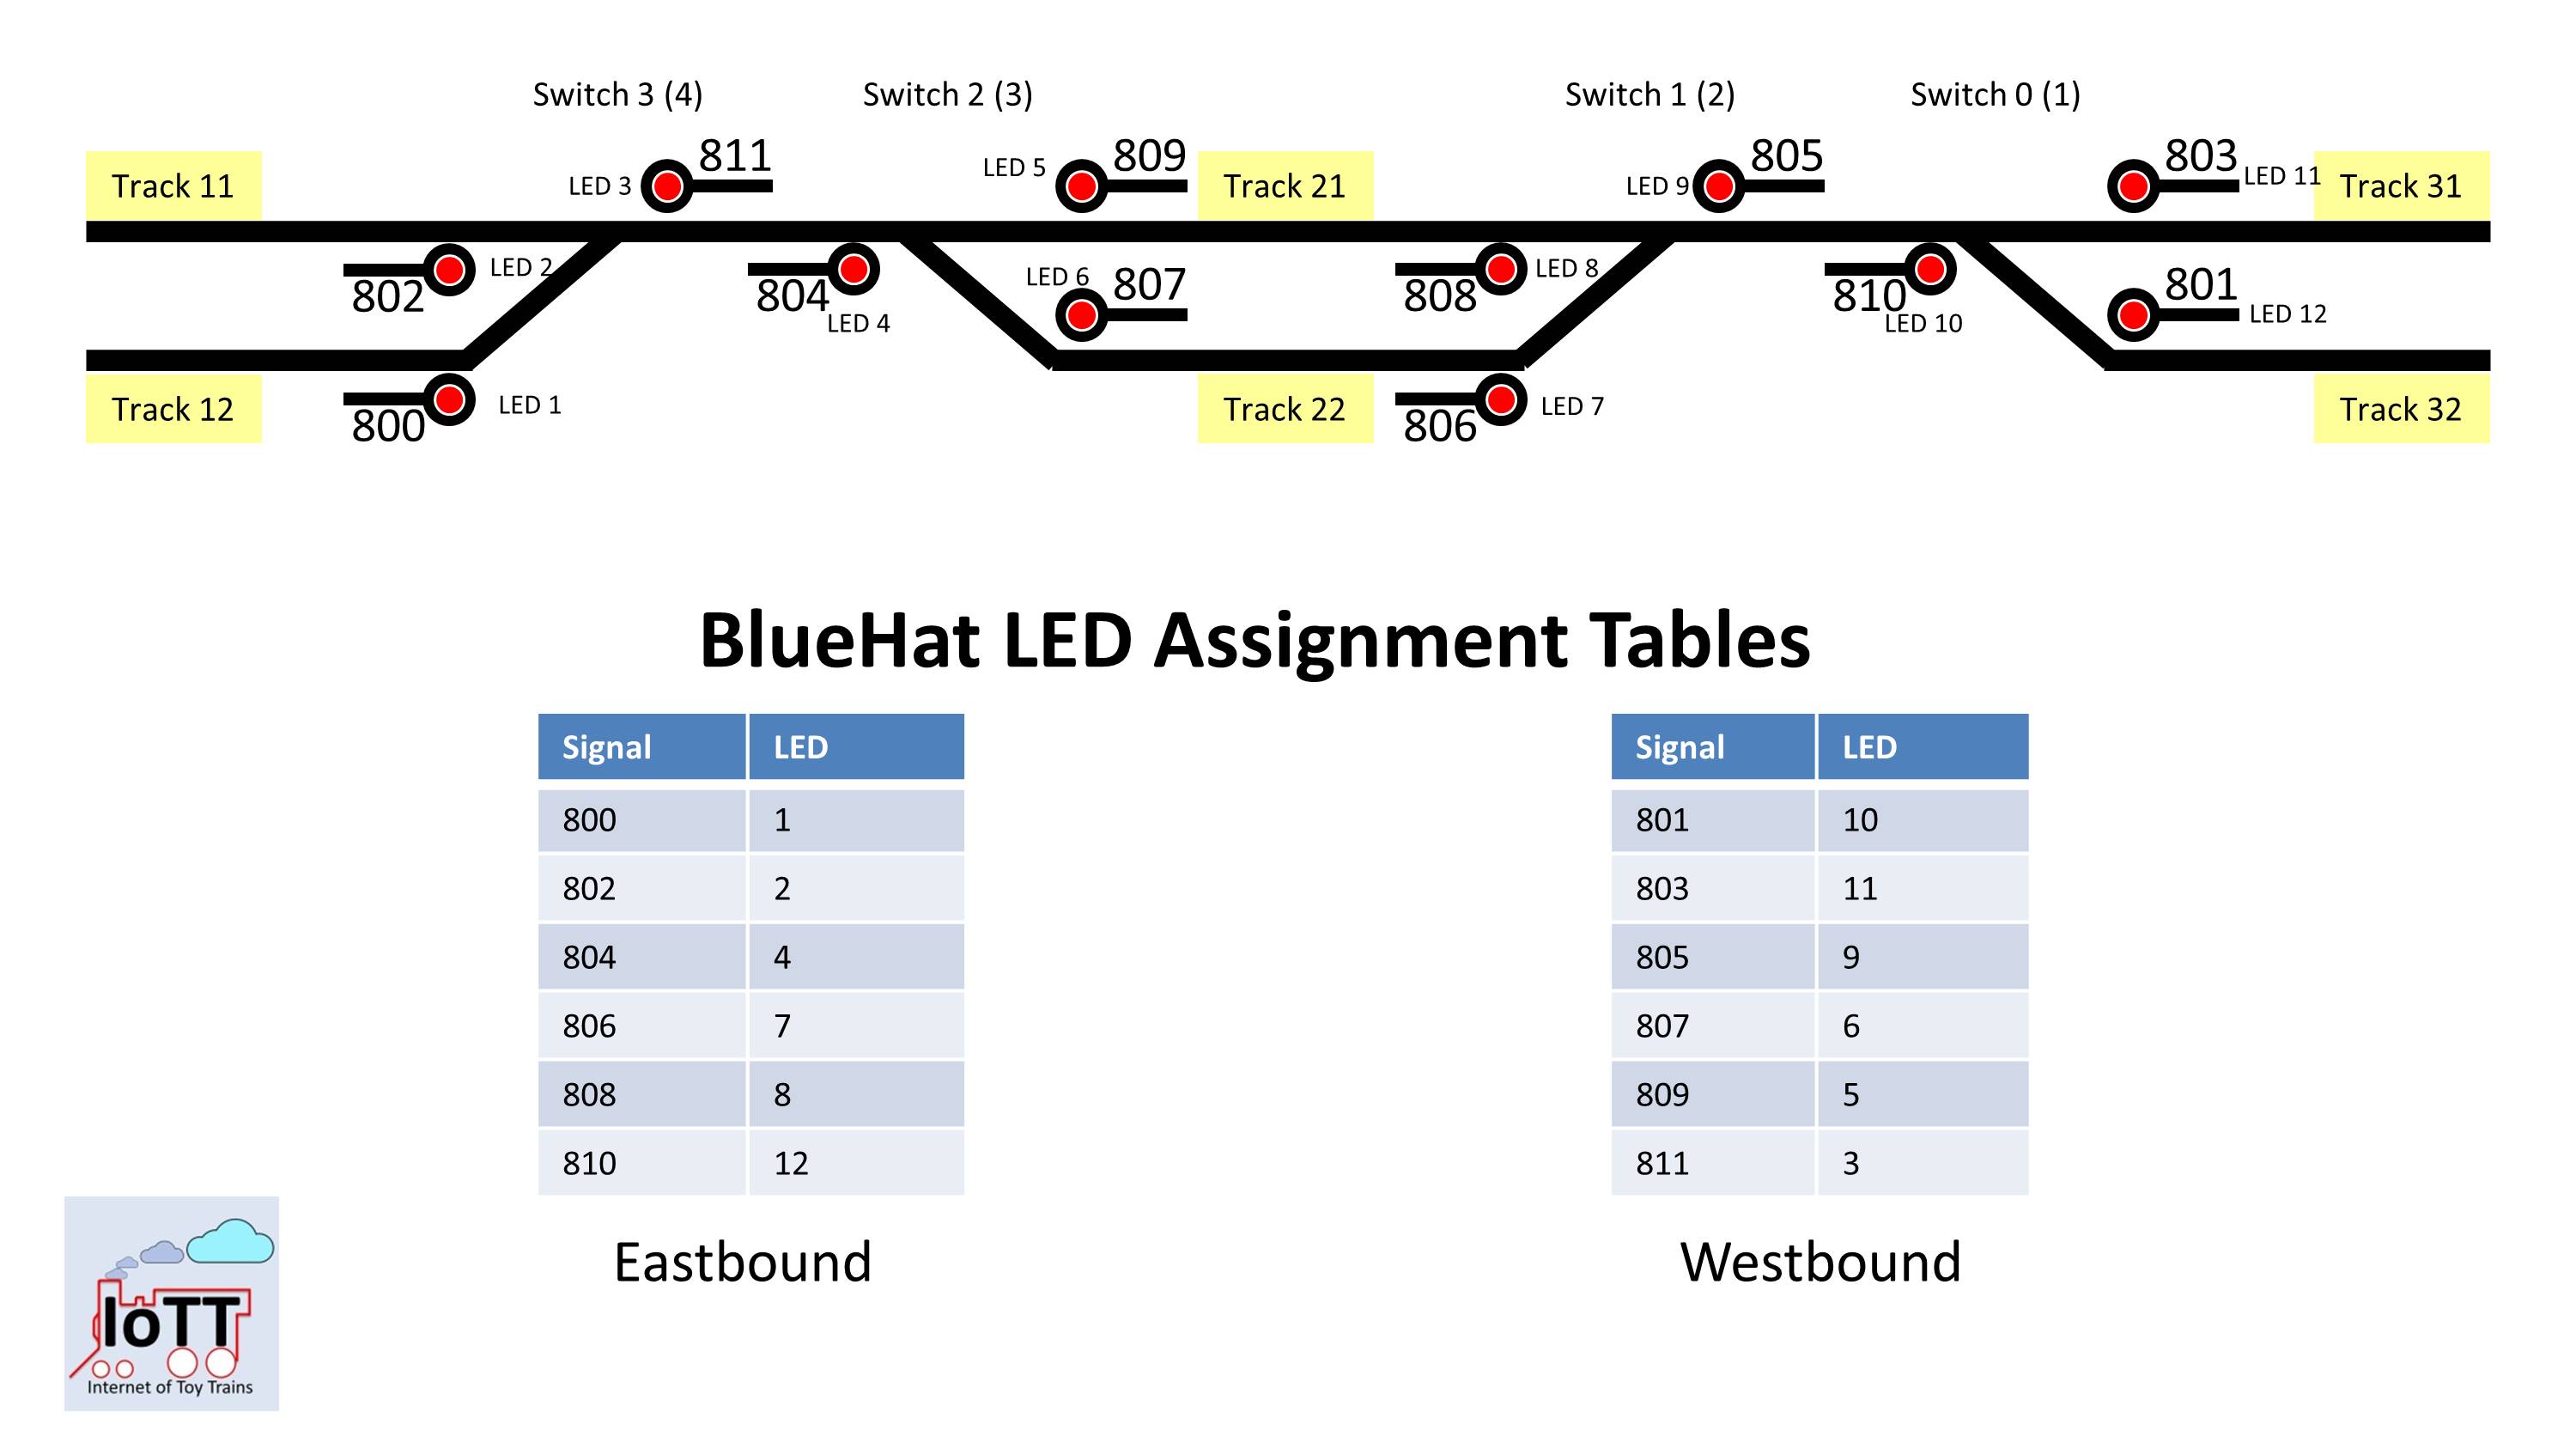 Switch 3 (4) Switch 2 (3) Switch 1 (2) Switch 0 (1)
811 809 805 803
Track 11 LED 3 LED 5 Track 21 LED 9 LED 11 Track 31
LED 2 LED 6 807 LED 8 801
802 804 808 810 LED 12
LED 4 LED 10
Track 12 800 LED 1 Track 22 806 LED 7 Track 32
BlueHat LED Assignment Tables
Signal LED
800 1
802 2
804 4
806 7
808 8
810 12
Eastbound
Signal LED
801 10
803 11
805 9
807 6
809 5
811 3
Westbound
IoTT
Internet of Toy Trains